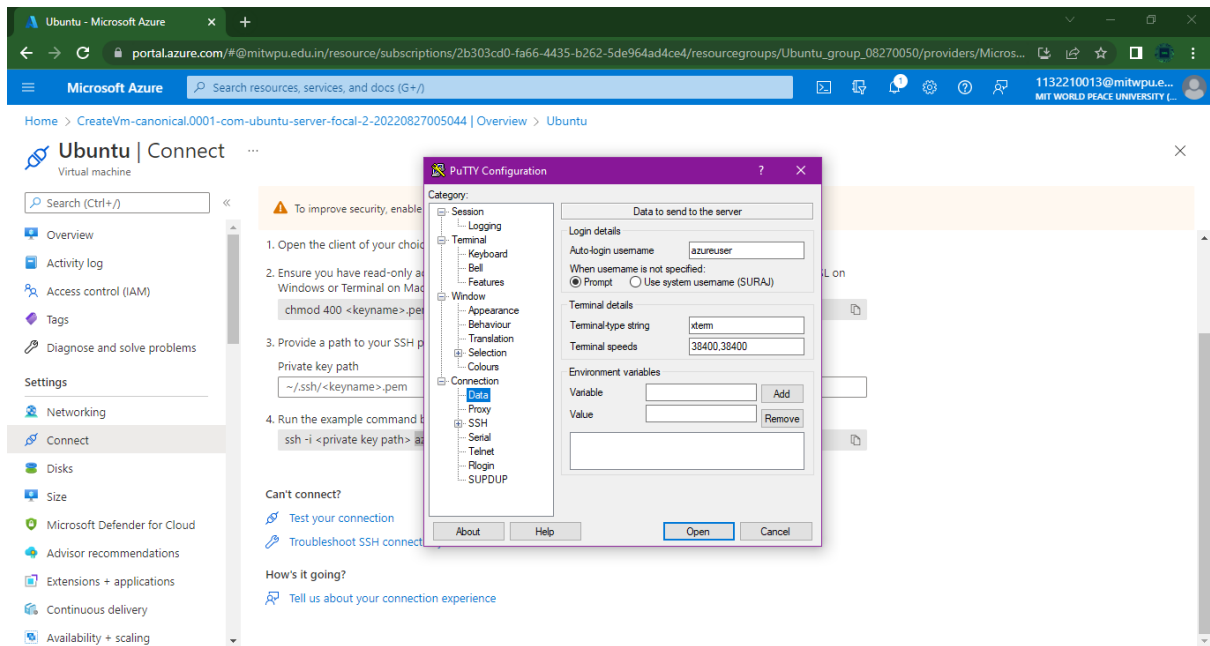 Ubuntu - Microsoft Azure
portal.azure.com/#@mitwpu.edu.in/resource/subscriptions/2b303cd0-fa66-4435-b262-5de964ad4ce4/resourcegroups/Ubuntu_group_08270050/providers/Micros...
Microsoft Azure
Search resources, services, and docs (G+/)
1
1132210013@mitwpu.e...
MIT WORLD PEACE UNIVERSITY (...
Home > CreateVm-canonical.0001-com-ubuntu-server-focal-2-20220827005044 | Overview > Ubuntu
Ubuntu | Connect ...
Virtual machine
Search (Ctrl+/)
Overview
Activity log
Access control (IAM)
Tags
Diagnose and solve problems
Settings
Networking
Connect
Disks
Size
Microsoft Defender for Cloud
Advisor recommendations
Extensions + applications
Continuous delivery
Availability + scaling
To improve security, enable
1. Open the client of your choic
2. Ensure you have read-only a
L on
Windows or Terminal on Mac
chmod 400 <keyname>.pe
3. Provide a path to your SSH p
Private key path
~/.ssh/<keyname>.pem
4. Run the example command b
ssh -i <private key path> az
Can't connect?
Test your connection
Troubleshoot SSH connect
How's it going?
Tell us about your connection experience
PuTTY Configuration
?
Category:
Session
Logging
Terminal
Keyboard
Bell
Features
Window
Appearance
Behaviour
Translation
Selection
Colours
Connection
Data
Proxy
SSH
Serial
Telnet
Rlogin
SUPDUP
Data to send to the server
Login details
Auto-login username
azureuser
When username is not specified:
Prompt
Use system username (SURAJ)
Terminal details
Terminal-type string
xterm
Terminal speeds
38400,38400
Environment variables
Variable
Add
Value
Remove
About
Help
Open
Cancel